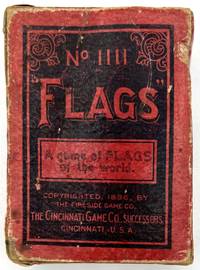 No 1111
"FLAGS"
A game of FLAGS
of the world.
COPYRIGHTED, 1896, BY
THE FIRESIDE GAME CO.
THE CINCINNATI GAME CO. SUCCESSORS
CINCINNATI, U.S.A.